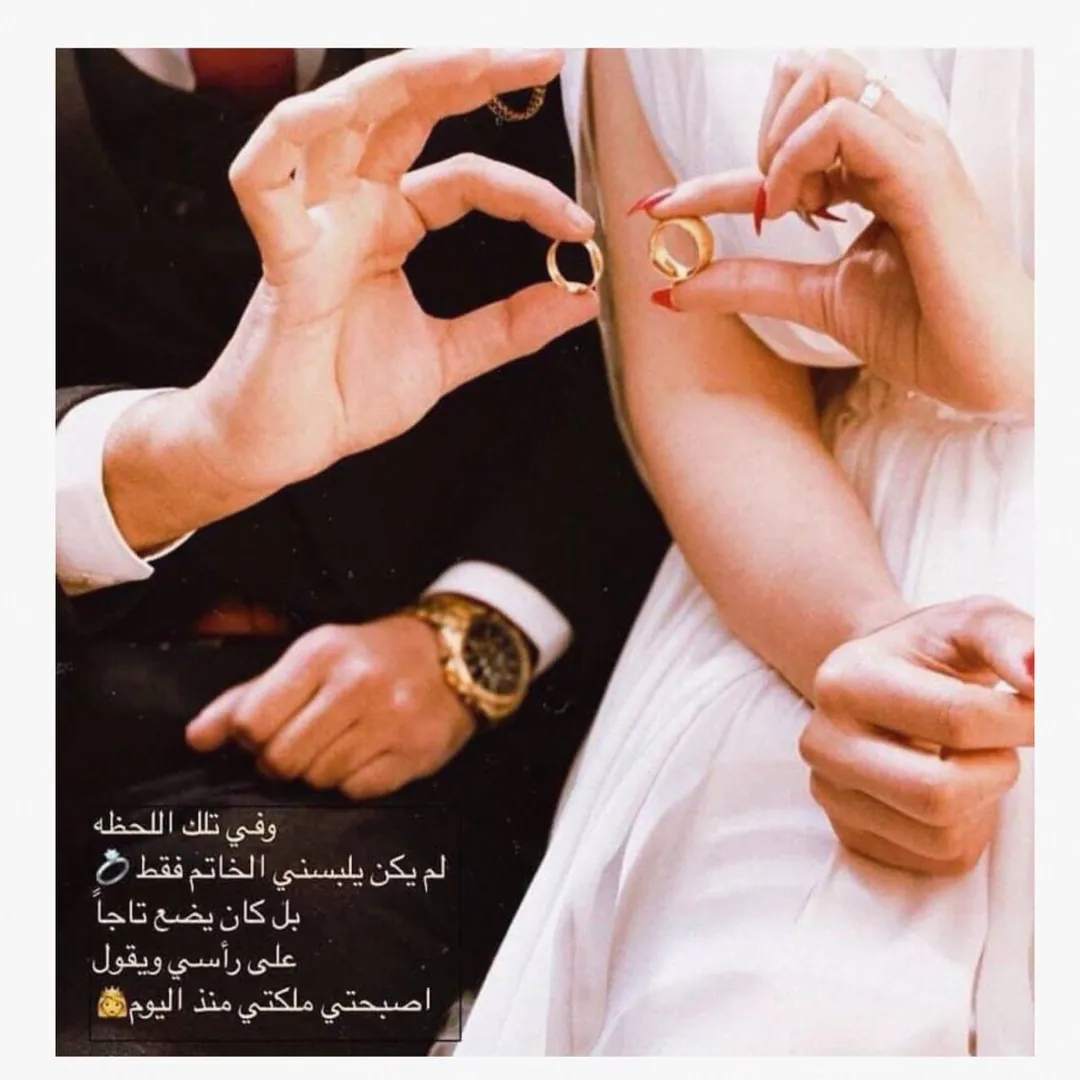 وفي تلك اللحظه
لم يكن يلبسني الخاتم فقط💍
بل كان يضع تاجاً
على رأسي ويقول
اصبحتي ملكتي منذ اليوم👸